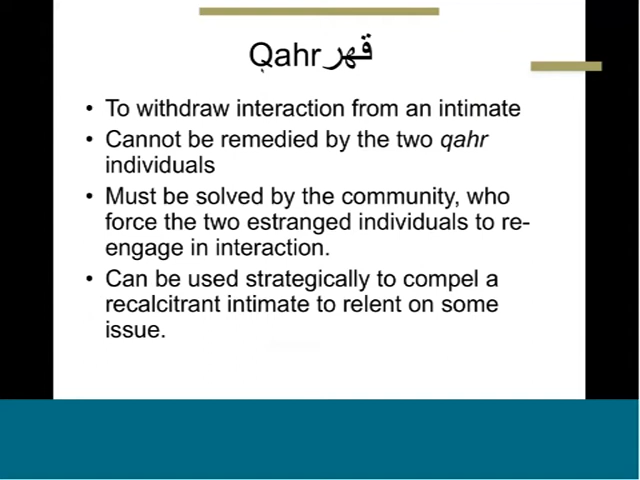 Q̣ahr قهر
• To withdraw interaction from an intimate
• Cannot be remedied by the two qahr
individuals
• Must be solved by the community, who
force the two estranged individuals to re-
engage in interaction.
• Can be used strategically to compel a
recalcitrant intimate to relent on some
issue.